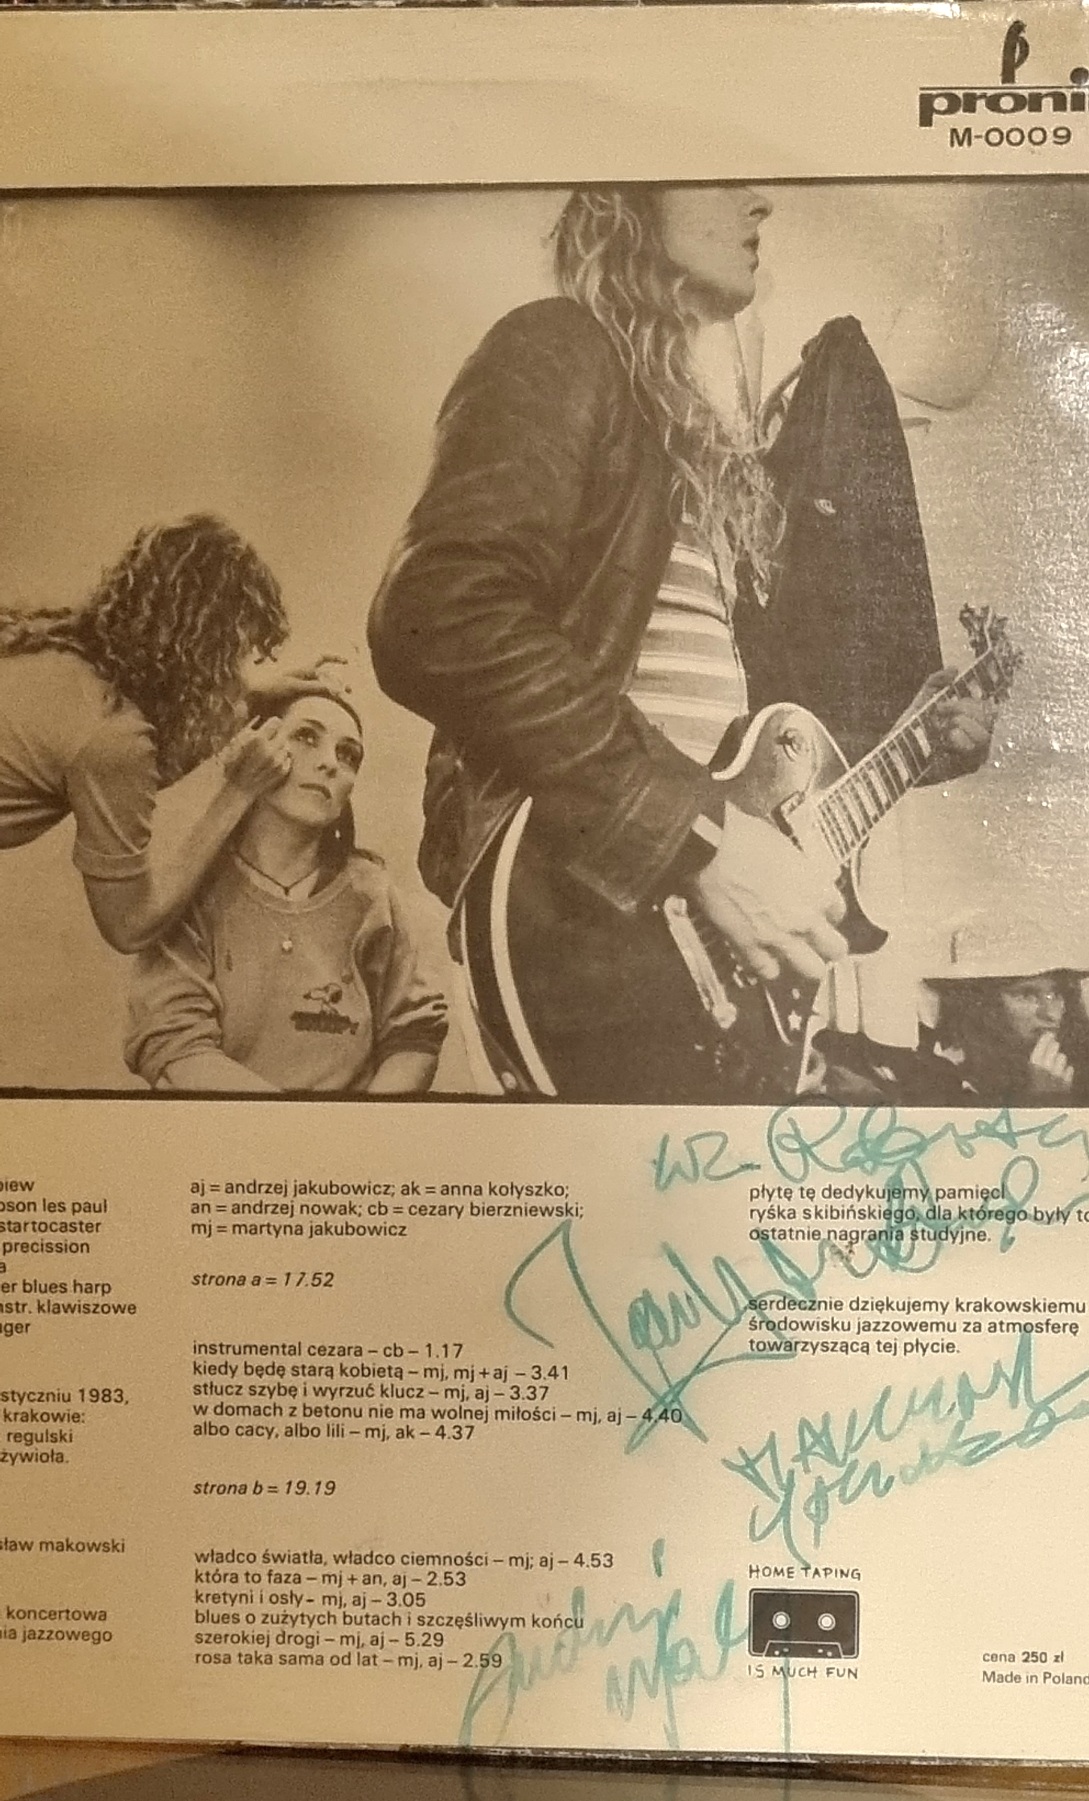 proni
M-0009
piew
pson les paul
startocaster
precission
a
er blues harp
nstr. klawiszowe
ager
styczniu 1983,
krakowie:
regulski
żywioła.
sław makowski
koncertowa
nia jazzowego
aj = andrzej jakubowicz; ak = anna kołyszko;
an = andrzej nowak; cb = cezary bierzniewski;
mj = martyna jakubowicz
strona a = 17.52
instrumental cezara – cb – 1.17
kiedy będę starą kobietą – mj, mj + aj – 3.41
stłucz szybę i wyrzuć klucz – mj, aj – 3.37
w domach z betonu nie ma wolnej miłości – mj, aj – 4.40
albo cacy, albo lili – mj, ak – 4.37
strona b = 19.19
władco światła, władco ciemności – mj; aj – 4.53
która to faza – mj + an, aj – 2.53
kretyni i osły - mj, aj – 3.05
blues o zużytych butach i szczęśliwym końcu
szerokiej drogi – mj, aj – 5.29
rosa taka sama od lat – mj, aj – 2.59
płytę tę dedykujemy pamięci
ryśka skibińskiego, dla którego były to
ostatnie nagrania studyjne.
serdecznie dziękujemy krakowskiemu
środowisku jazzowemu za atmosferę
towarzyszącą tej płycie.
HOME TAPING
IS MUCH FUN
cena 250 zł
Made in Poland